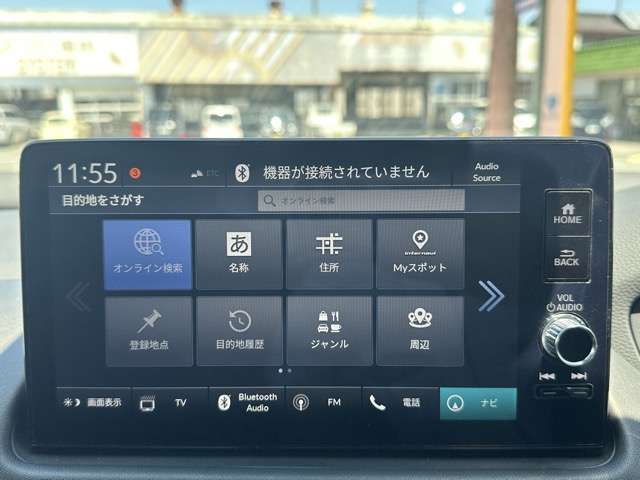 11:55 3 ETC 機器が接続されていません Audio Source
目的地をさがす オンライン検索
オンライン検索 名称 住所 internavi Myスポット
あ
登録地点 目的地履歴 ジャンル 周辺
画面表示 TV Bluetooth Audio FM 電話 ナビ
HOME
BACK
VOL
AUDIO